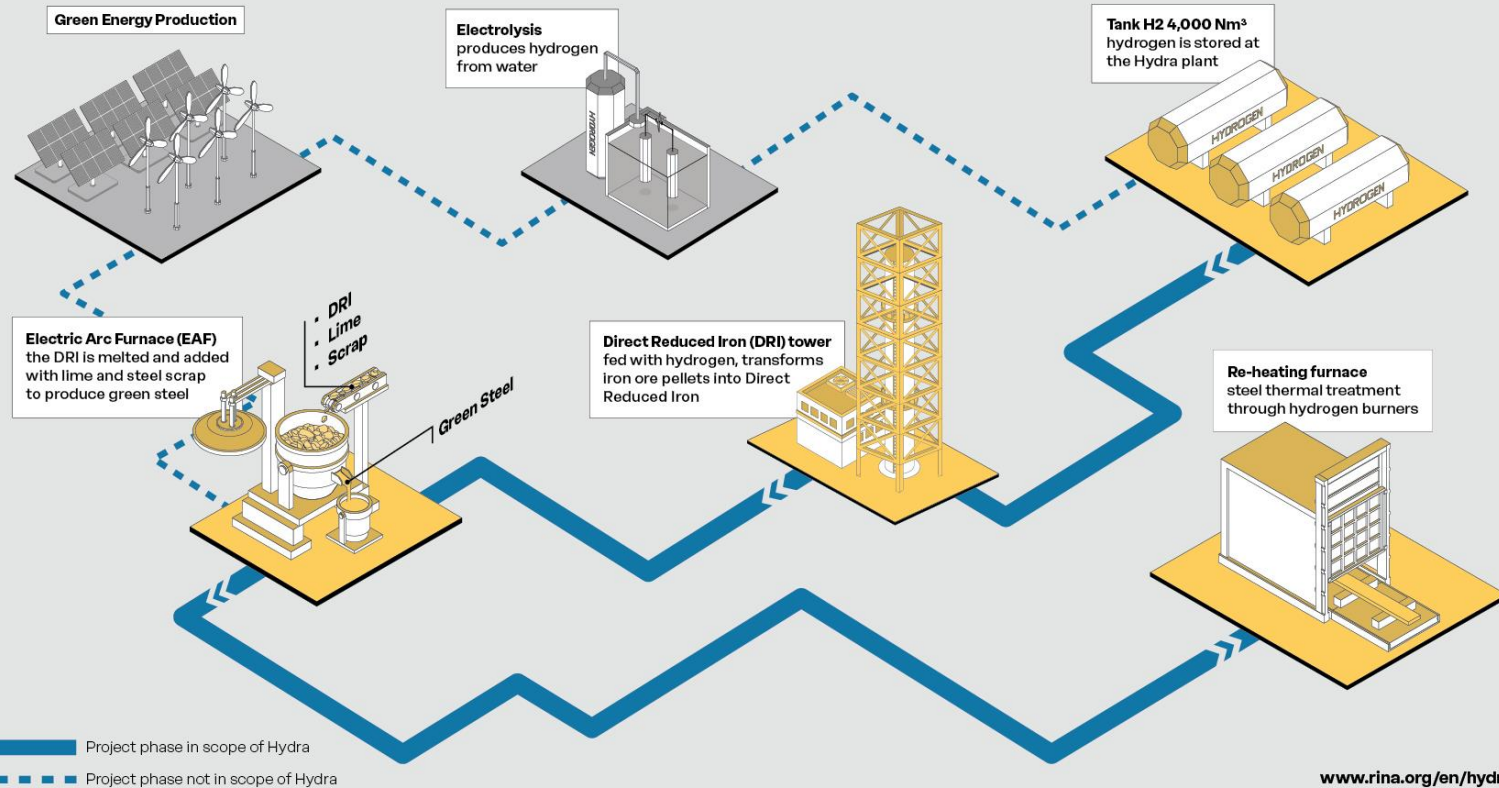 Green Energy Production
Electrolysis
produces hydrogen
from water
Tank H2 4,000 Nm³
hydrogen is stored at
the Hydra plant
HYDROGEN
HYDROGEN
HYDROGEN
HYDROGEN
Electric Arc Furnace (EAF)
the DRI is melted and added
with lime and steel scrap
to produce green steel
• DRI
• Lime
• Scrap
Green Steel
Direct Reduced Iron (DRI) tower
fed with hydrogen, transforms
iron ore pellets into Direct
Reduced Iron
Re-heating furnace
steel thermal treatment
through hydrogen burners
Project phase in scope of Hydra
Project phase not in scope of Hydra
www.rina.org/en/hydr